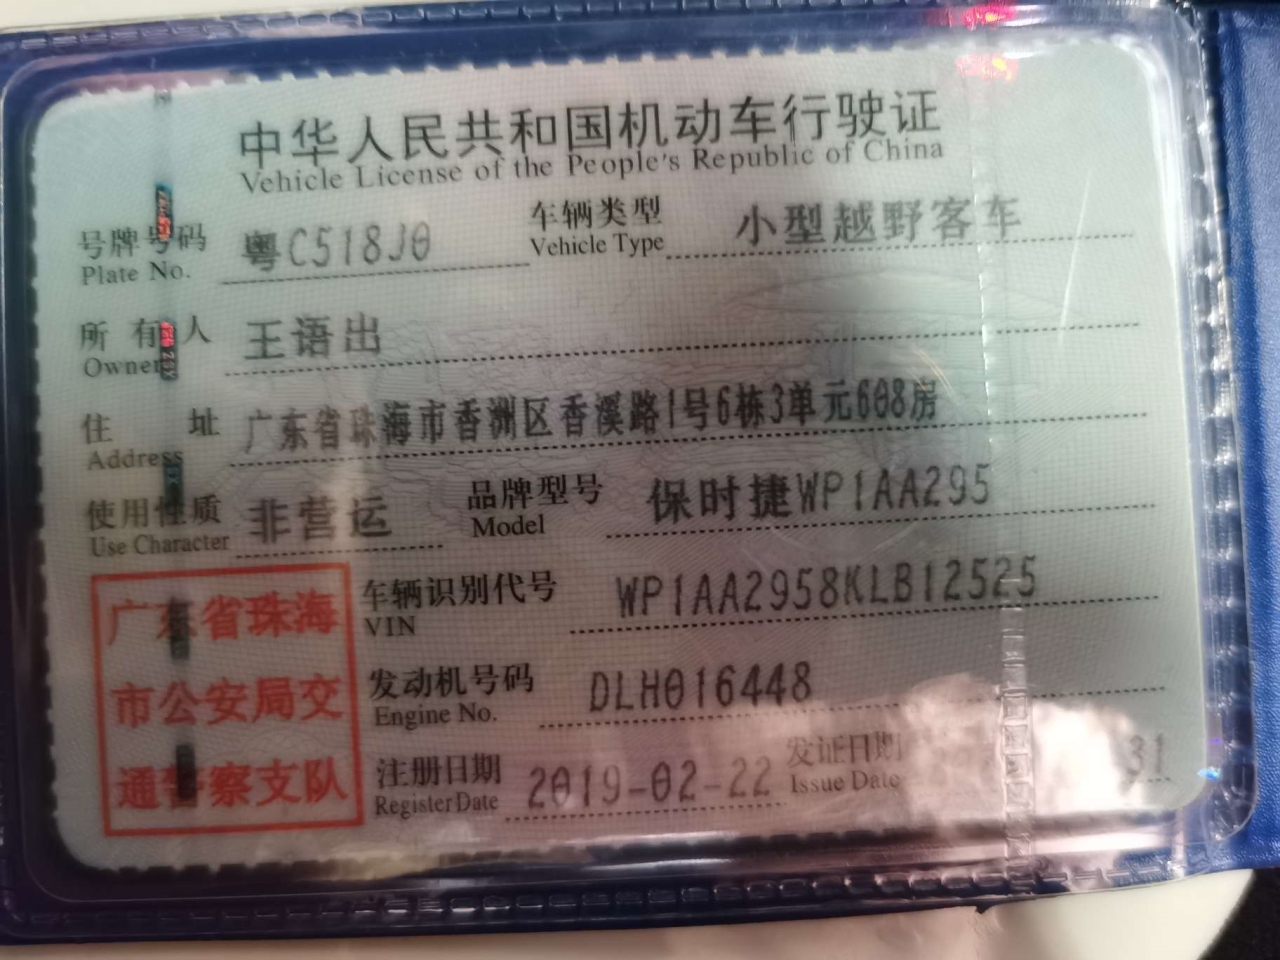 中华人民共和国机动车行驶证
Vehicle License of the People's Republic of China
号牌号码 粤C518J0 车辆类型 小型越野客车
Plate No. Vehicle Type
所有人 王语出
Owner
住址 广东省珠海市香洲区香溪路1号6栋3单元608房
Address
使用性质 非营运 品牌型号 保时捷WP1AA295
Use Character Model
车辆识别代号 WP1AA2958KLB12525
VIN
发动机号码 DLH016448
Engine No.
注册日期 2019-02-22 发证日期 31
Register Date Issue Date
广东省珠海
市公安局交
通警察支队